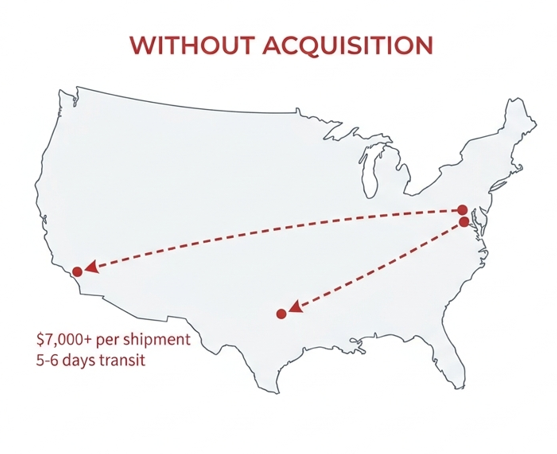 WITHOUT ACQUISITION
$7,000+ per shipment
5-6 days transit